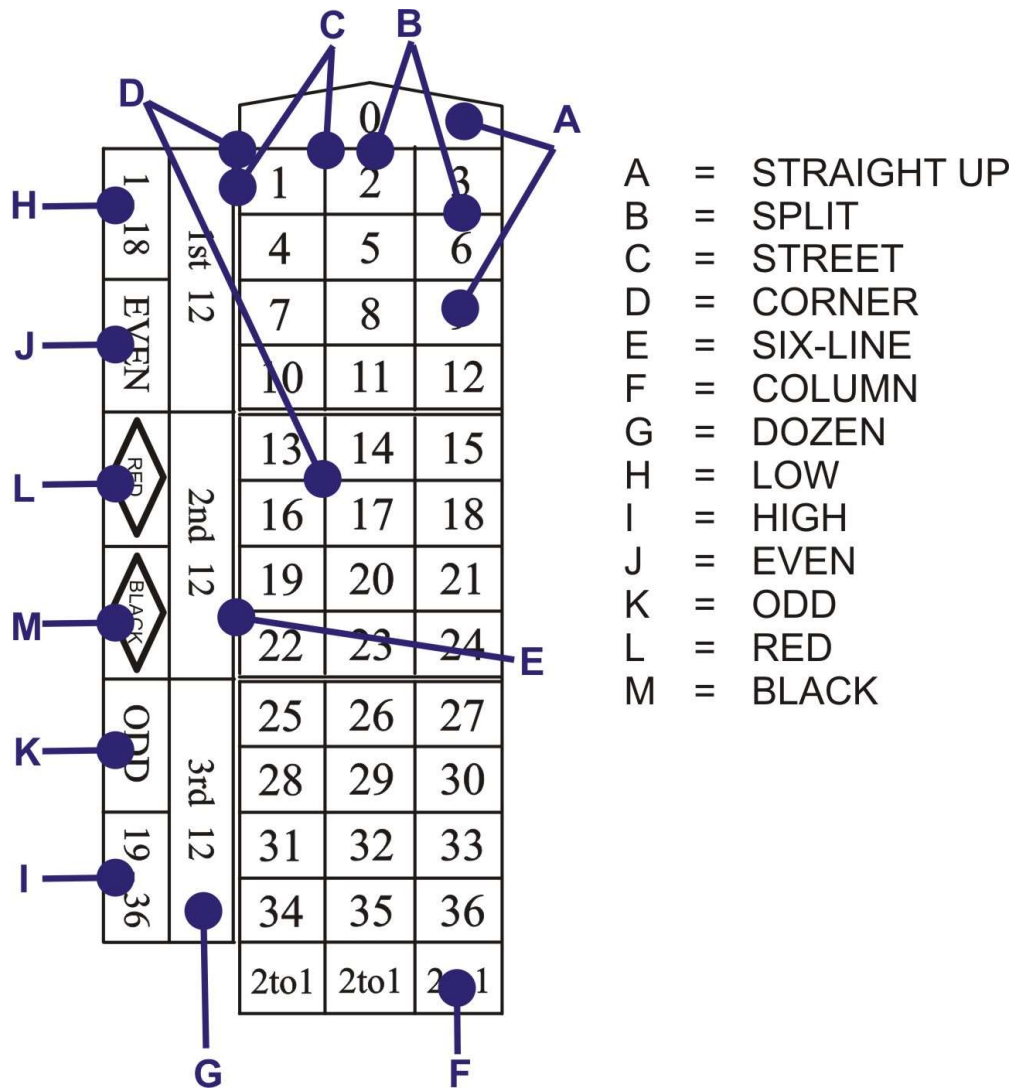 C
B
D
A
0
1
2
3
H
1 18
1st 12
4
5
6
7
8
J
EVEN
10
11
12
13
14
15
L
RED
16
17
18
2nd 12
19
20
21
M
BLACK
22
23
24
E
25
26
27
K
ODD
28
29
30
3rd 12
31
32
33
I
19 36
34
35
36
2to1
2to1
G
F
A = STRAIGHT UP
B = SPLIT
C = STREET
D = CORNER
E = SIX-LINE
F = COLUMN
G = DOZEN
H = LOW
I = HIGH
J = EVEN
K = ODD
L = RED
M = BLACK